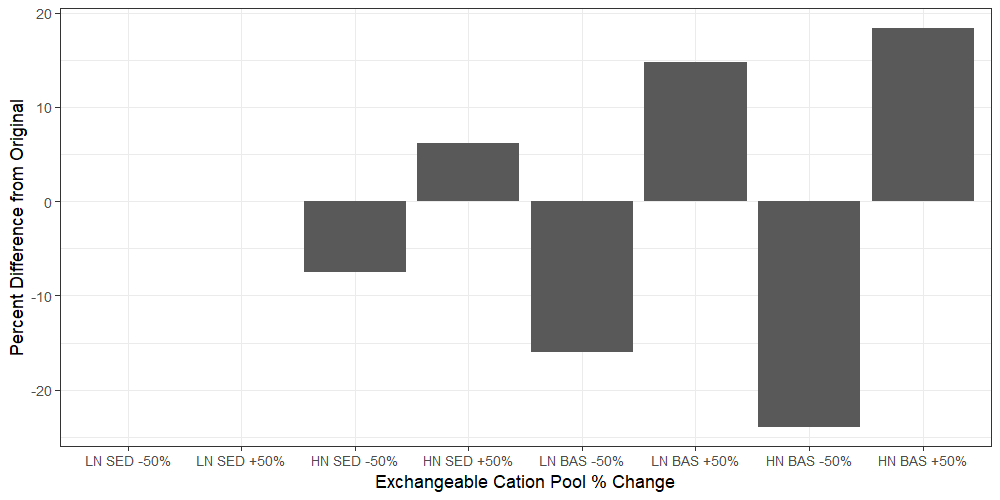 Percent Difference from Original
20
10
0
-10
-20
LN SED -50% LN SED +50% HN SED -50% HN SED +50% LN BAS -50% LN BAS +50% HN BAS -50% HN BAS +50%
Exchangeable Cation Pool % Change